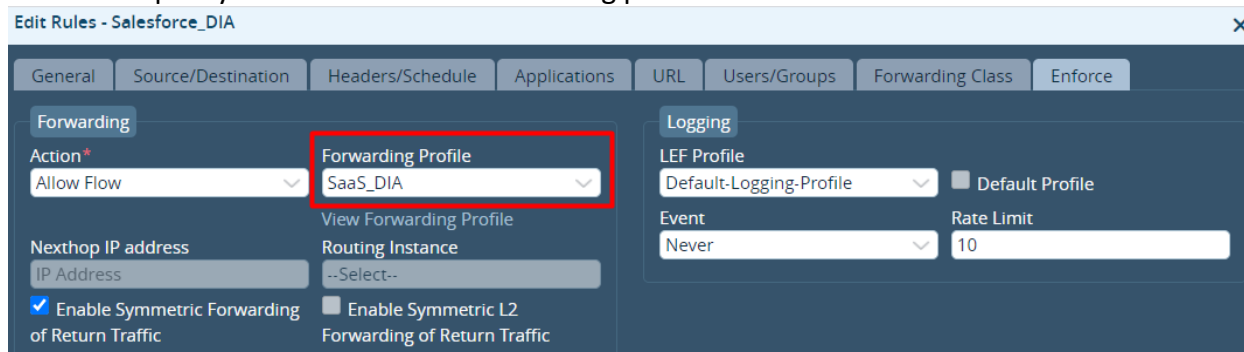 Edit Rules - Salesforce_DIA
General Source/Destination Headers/Schedule Applications URL Users/Groups Forwarding Class Enforce
Forwarding
Action*
Allow Flow
Forwarding Profile
SaaS_DIA
View Forwarding Profile
Nexthop IP address
IP Address
Routing Instance
--Select--
Enable Symmetric Forwarding
of Return Traffic
Enable Symmetric L2
Forwarding of Return Traffic
Logging
LEF Profile
Default-Logging-Profile
Default Profile
Event
Never
Rate Limit
10